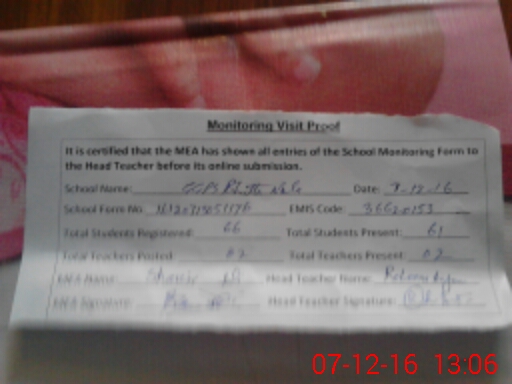 Monitoring Visit Proof
It is certified that the MEA has shown all entries of the School Monitoring Form to
the Head Teacher before its online submission.
School Name: Date: 7-12-16
School Form No. EMIS Code: 36620153
Total Students Registered: 66 Total Students Present: 61
Total Teachers Posted: 02 Total Teachers Present: 02
MEA Name: Head Teacher Name:
MEA Signature: Head Teacher Signature:
07-12-16 13:06